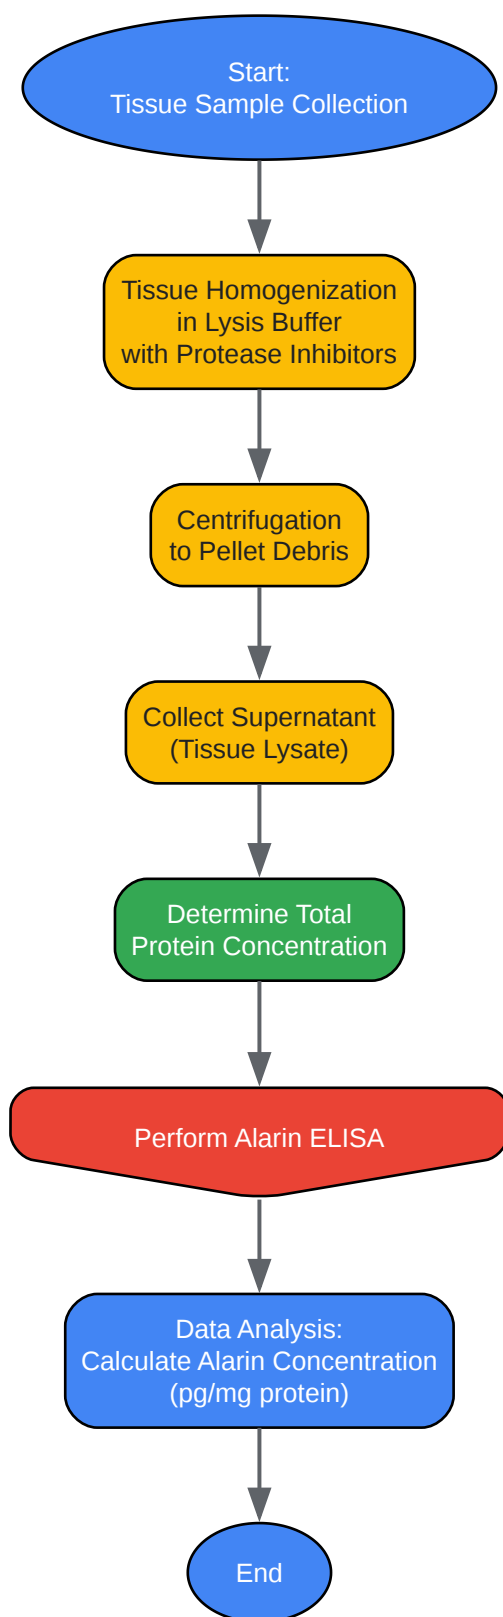 Start:
Tissue Sample Collection
Tissue Homogenization
in Lysis Buffer
with Protease Inhibitors
Centrifugation
to Pellet Debris
Collect Supernatant
(Tissue Lysate)
Determine Total
Protein Concentration
Perform Alarin ELISA
Data Analysis:
Calculate Alarin Concentration
(pg/mg protein)
End